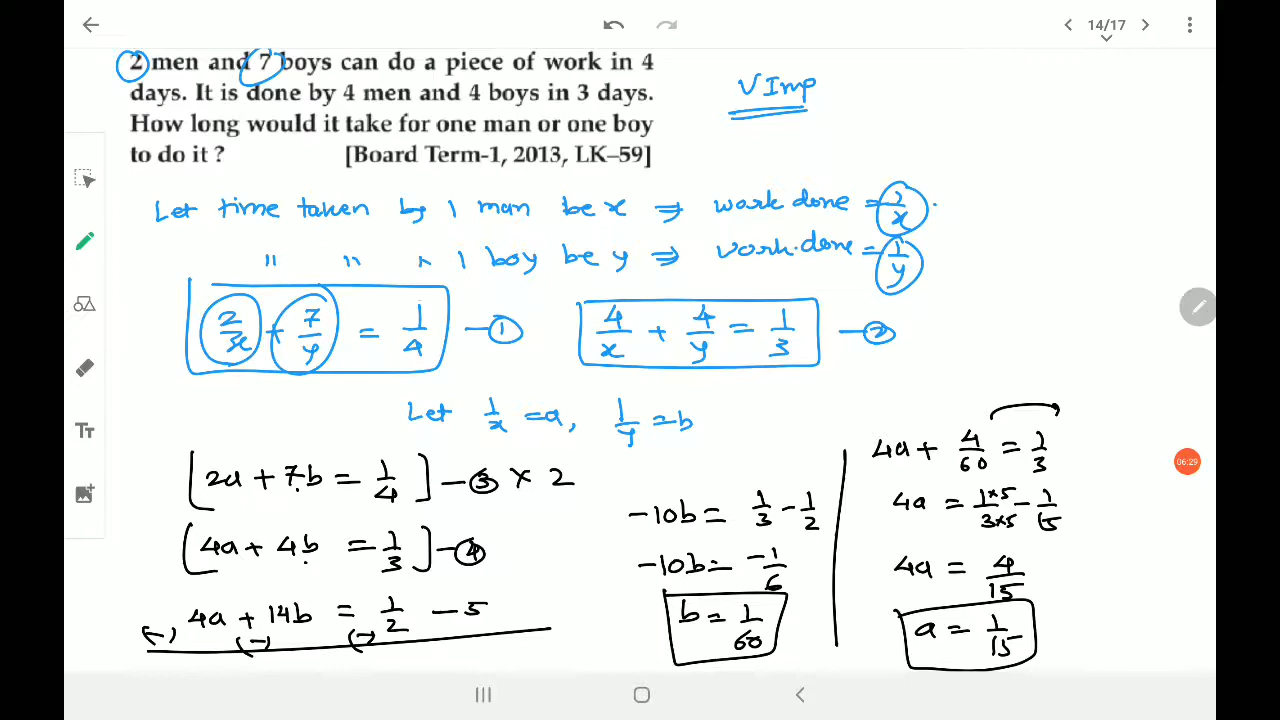 14/17
2 men and 7 boys can do a piece of work in 4
days. It is done by 4 men and 4 boys in 3 days.
How long would it take for one man or one boy
to do it ? [Board Term-1, 2013, LK–59]
V Imp
Let time taken by 1 man be x ⇒ work done = 1/x
" " " 1 boy be y ⇒ work done = 1/y
2/x + 7/y = 1/4 — ①
4/x + 4/y = 1/3 — ②
Let 1/x = a, 1/y = b
[2a + 7b = 1/4] — ③ × 2
[4a + 4b = 1/3] — ④
4a + 14b = 1/2 — 5
(-) (-) (-)
-10b = 1/3 - 1/2
-10b = -1/6
b = 1/60
4a + 4/60 = 1/3
4a = 1×5/3×5 - 1/15
4a = 4/15
a = 1/15
06:29
TT